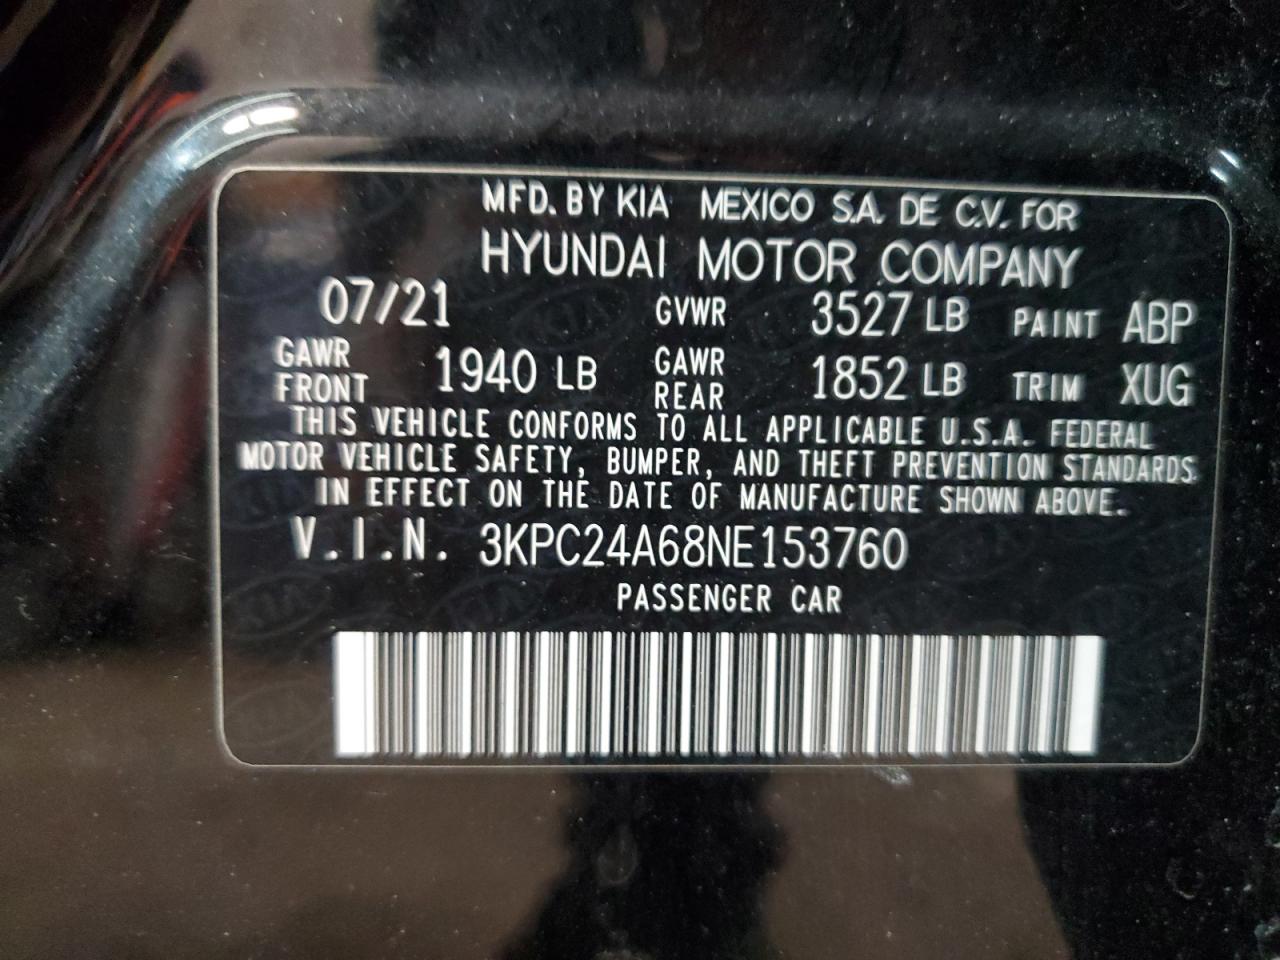 MFD. BY KIA MEXICO S.A. DE C.V. FOR
HYUNDAI MOTOR COMPANY
07/21 GVWR 3527 LB PAINT ABP
GAWR FRONT 1940 LB GAWR REAR 1852 LB TRIM XUG
THIS VEHICLE CONFORMS TO ALL APPLICABLE U.S.A. FEDERAL
MOTOR VEHICLE SAFETY, BUMPER, AND THEFT PREVENTION STANDARDS
IN EFFECT ON THE DATE OF MANUFACTURE SHOWN ABOVE.
V.I.N. 3KPC24A68NE153760
PASSENGER CAR